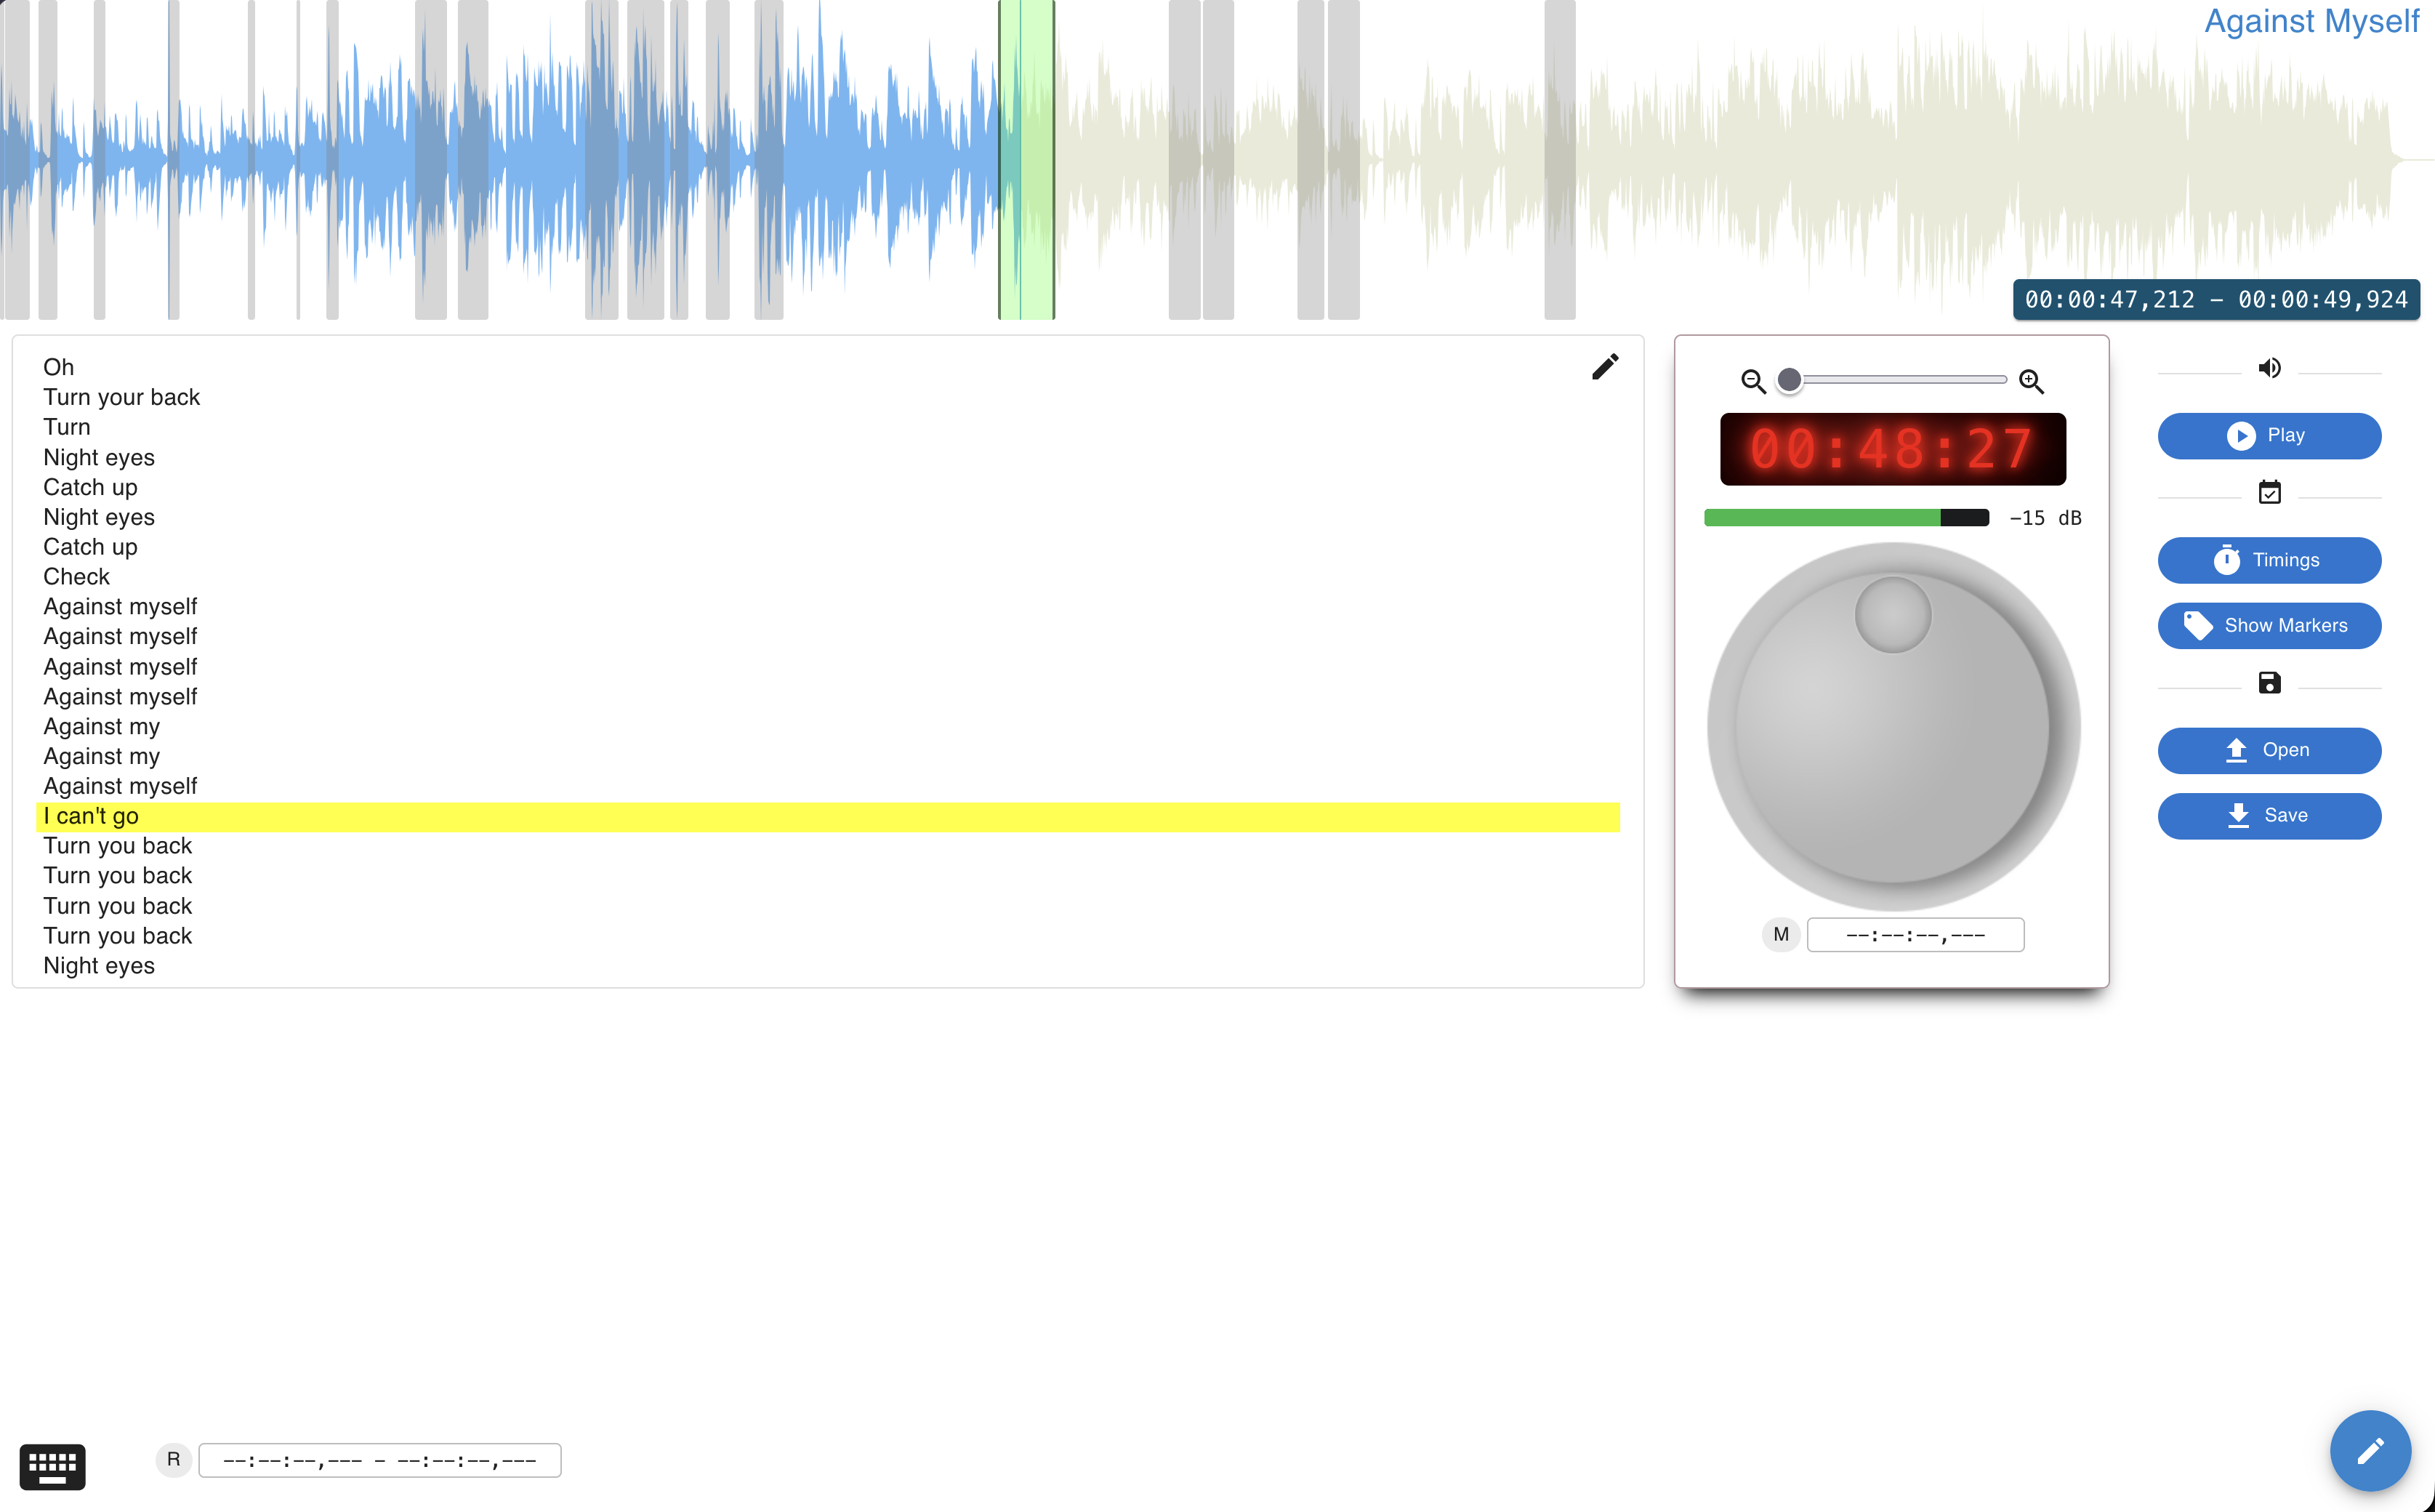 Against Myself
00:00:47,212 – 00:00:49,924
Oh
Turn your back
Turn
Night eyes
Catch up
Night eyes
Catch up
Check
Against myself
Against myself
Against myself
Against myself
Against my
Against my
Against myself
I can't go
Turn you back
Turn you back
Turn you back
Turn you back
Night eyes
00:48:27
−15 dB
M --:--:--,---
Play
Timings
Show Markers
Open
Save
R --:--:--,--- - --:--:--,---